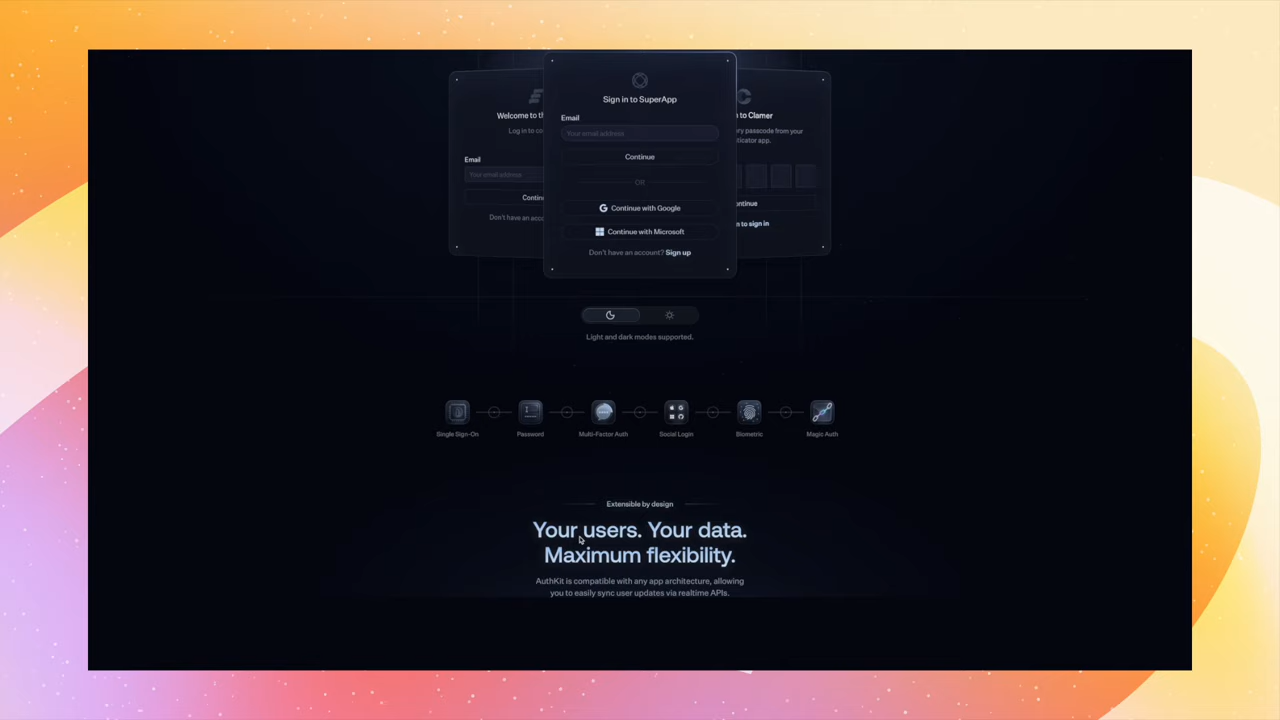 Welcome to th
Log in to co
Email
Your email address
Contin
Don't have an acco
Sign in to SuperApp
Email
Your email address
Continue
OR
Continue with Google
Continue with Microsoft
Don't have an account? Sign up
to Clamer
ry passcode from your
ticator app.
ontinue
n to sign in
Light and dark modes supported.
Single Sign-On
Password
Multi-Factor Auth
Social Login
Biometric
Magic Auth
Extensible by design
Your users. Your data.
Maximum flexibility.
AuthKit is compatible with any app architecture, allowing
you to easily sync user updates via realtime APIs.